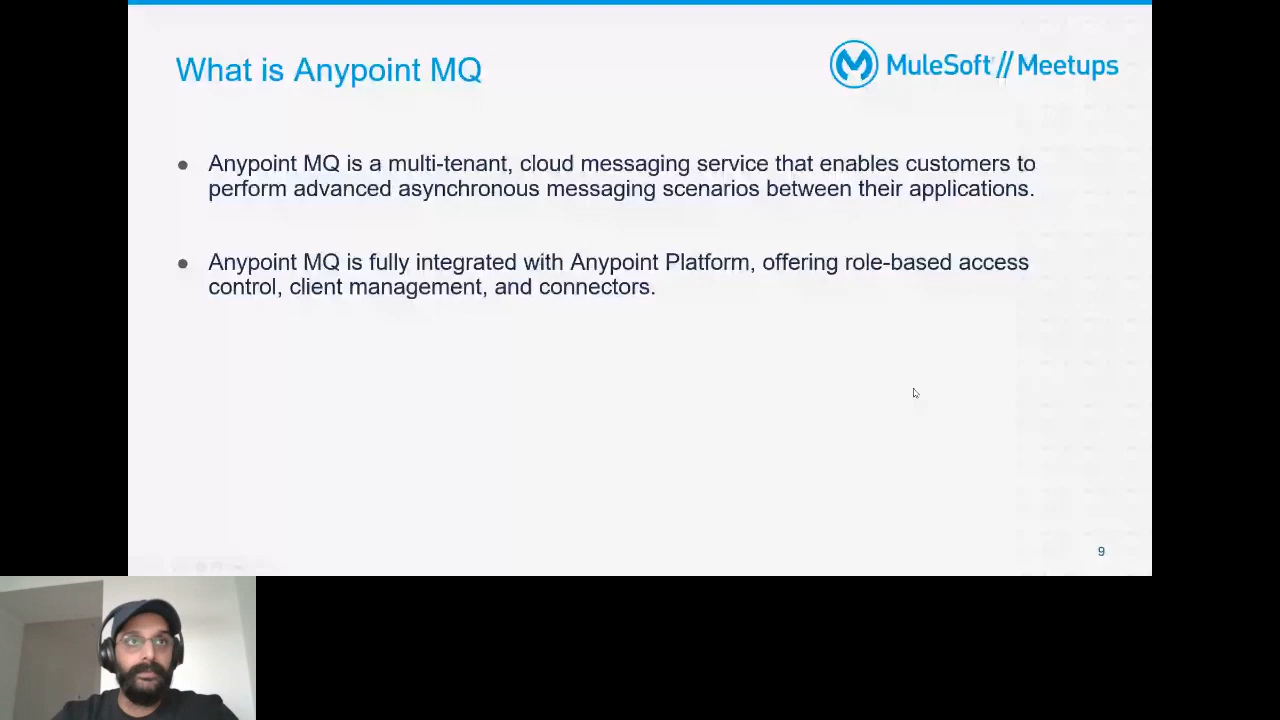 What is Anypoint MQ
MuleSoft // Meetups
● Anypoint MQ is a multi-tenant, cloud messaging service that enables customers to
perform advanced asynchronous messaging scenarios between their applications.
● Anypoint MQ is fully integrated with Anypoint Platform, offering role-based access
control, client management, and connectors.
9